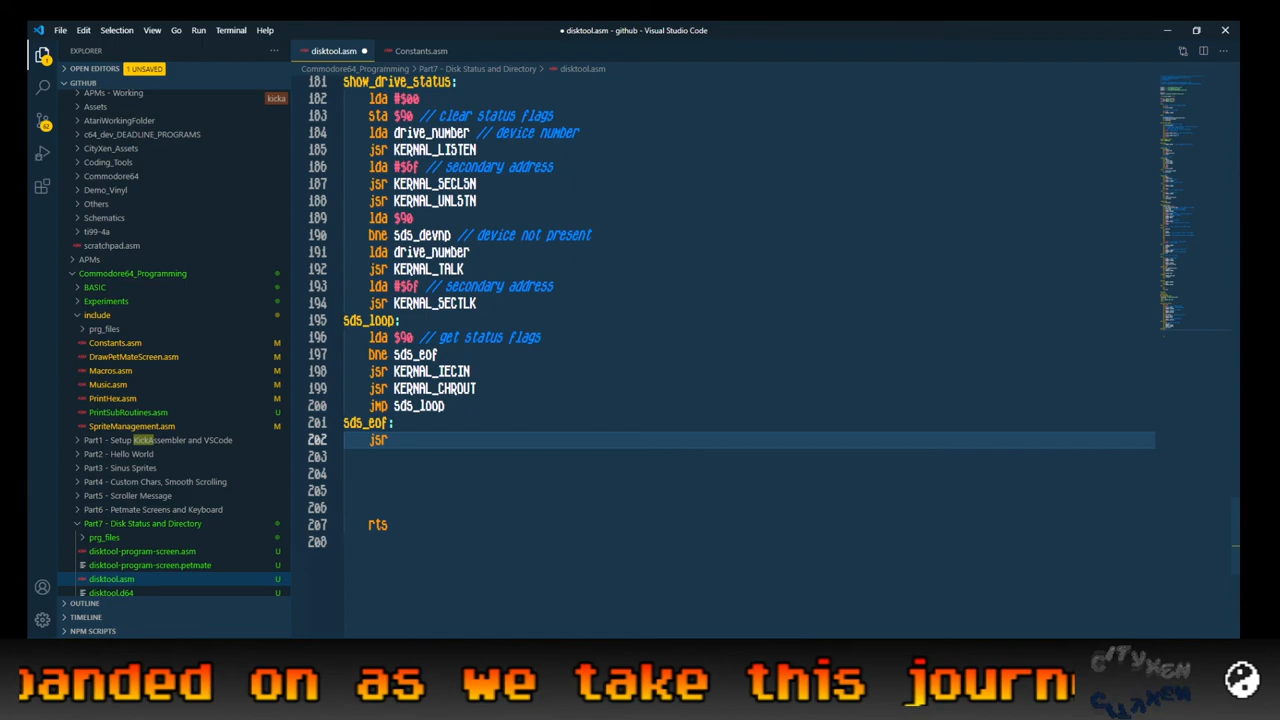 File Edit Selection View Go Run Terminal Help
disktool.asm - github - Visual Studio Code
EXPLORER
disktool.asm
Constants.asm
OPEN EDITORS 1 UNSAVED
Commodore64_Programming > Part7 - Disk Status and Directory > disktool.asm
GITHUB
kicka
APMs - Working
Assets
AtariWorkingFolder
c64_dev_DEADLINE_PROGRAMS
62
CityXen_Assets
Coding_Tools
Commodore64
Demo_Vinyl
Others
Schematics
ti99-4a
scratchpad.asm
APMs
Commodore64_Programming
BASIC
Experiments
include
prg_files
Constants.asm M
DrawPetMateScreen.asm M
Macros.asm M
Music.asm M
PrintHex.asm M
PrintSubRoutines.asm U
SpriteManagement.asm M
Part1 - Setup KickAssembler and VSCode
Part2 - Hello World
Part3 - Sinus Sprites
Part4 - Custom Chars, Smooth Scrolling
Part5 - Scroller Message
Part6 - Petmate Screens and Keyboard
Part7 - Disk Status and Directory
prg_files
disktool-program-screen.asm U
disktool-program-screen.petmate U
disktool.asm U
disktool.d64 U
OUTLINE
TIMELINE
NPM SCRIPTS
181 show_drive_status:
182 lda #$00
183 sta $90 // clear status flags
184 lda drive_number // device number
185 jsr KERNAL_LISTEN
186 lda #$6f // secondary address
187 jsr KERNAL_SECLSN
188 jsr KERNAL_UNLSTN
189 lda $90
190 bne sds_devnp // device not present
191 lda drive_number
192 jsr KERNAL_TALK
193 lda #$6f // secondary address
194 jsr KERNAL_SECTLK
195 sds_loop:
196 lda $90 // get status flags
197 bne sds_eof
198 jsr KERNAL_IECIN
199 jsr KERNAL_CHROUT
200 jmp sds_loop
201 sds_eof:
202 jsr
203
204
205
206
207 rts
208
panded on as we take this journ
CITYXEN